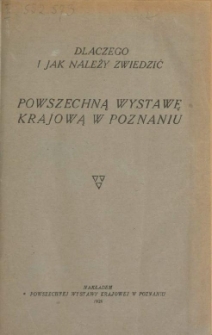 DLACZEGO
I JAK NALEŻY ZWIEDZIĆ
POWSZECHNĄ WYSTAWĘ
KRAJOWĄ W POZNANIU
NAKŁADEM
POWSZECHNEJ WYSTAWY KRAJOWEJ W POZNANIU